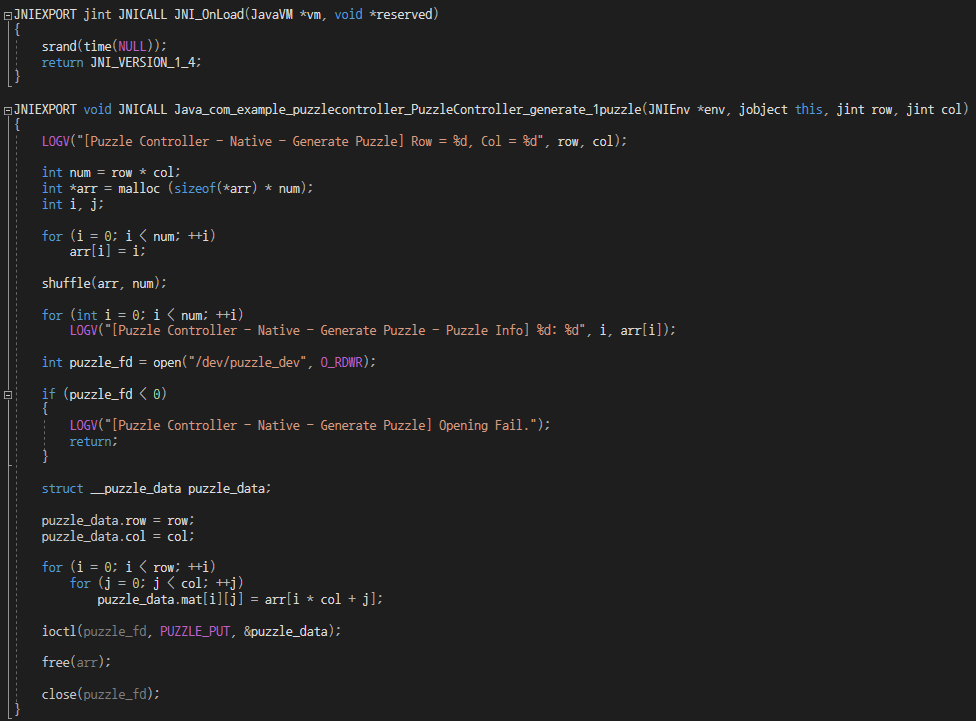 JNIEXPORT jint JNICALL JNI_OnLoad(JavaVM *vm, void *reserved)
{
    srand(time(NULL));
    return JNI_VERSION_1_4;
}

JNIEXPORT void JNICALL Java_com_example_puzzlecontroller_PuzzleController_generate_1puzzle(JNIEnv *env, jobject this, jint row, jint col)
{
    LOGV("[Puzzle Controller - Native - Generate Puzzle] Row = %d, Col = %d", row, col);

    int num = row * col;
    int *arr = malloc (sizeof(*arr) * num);
    int i, j;

    for (i = 0; i < num; ++i)
        arr[i] = i;

    shuffle(arr, num);

    for (int i = 0; i < num; ++i)
        LOGV("[Puzzle Controller - Native - Generate Puzzle - Puzzle Info] %d: %d", i, arr[i]);

    int puzzle_fd = open("/dev/puzzle_dev", O_RDWR);

    if (puzzle_fd < 0)
    {
        LOGV("[Puzzle Controller - Native - Generate Puzzle] Opening Fail.");
        return;
    }

    struct __puzzle_data puzzle_data;

    puzzle_data.row = row;
    puzzle_data.col = col;

    for (i = 0; i < row; ++i)
        for (j = 0; j < col; ++j)
            puzzle_data.mat[i][j] = arr[i * col + j];

    ioctl(puzzle_fd, PUZZLE_PUT, &puzzle_data);

    free(arr);

    close(puzzle_fd);
}